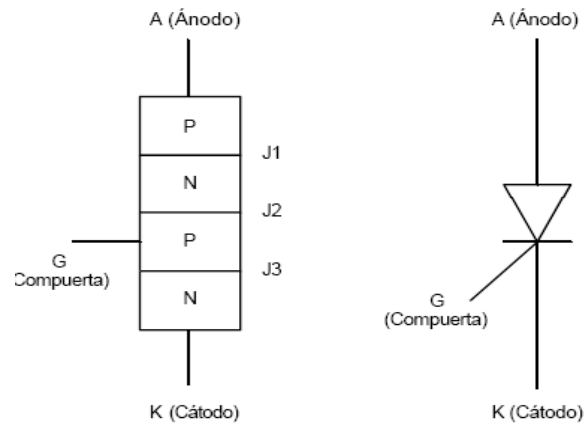 A (Ánodo)
P
J1
N
J2
P
G
Compuerta)
J3
N
K (Cátodo)
A (Ánodo)
G
(Compuerta)
K (Cátodo)